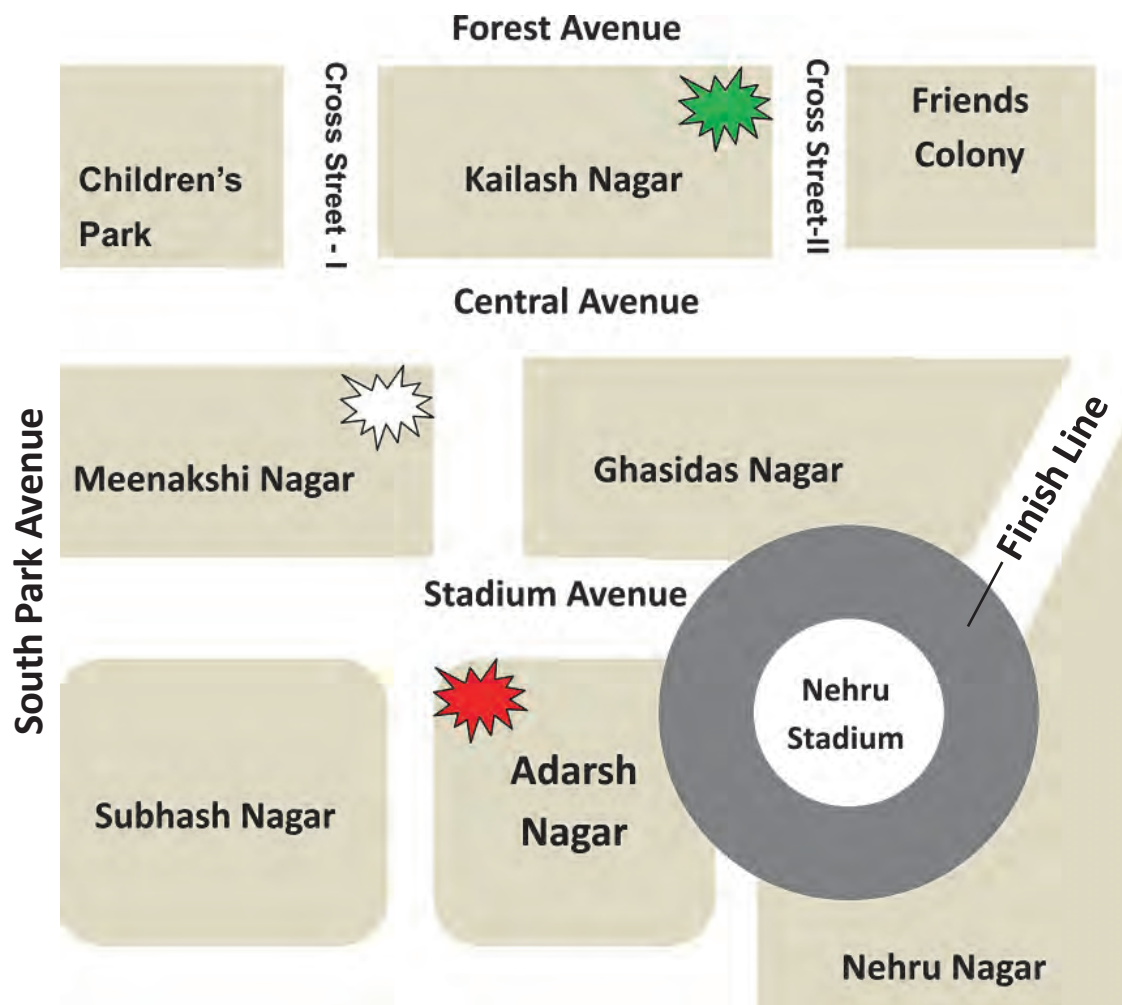 Forest Avenue
Cross Street - I
Cross Street-II
Friends
Colony
Children's
Park
Kailash Nagar
Central Avenue
South Park Avenue
Meenakshi Nagar
Ghasidas Nagar
Finish Line
Stadium Avenue
Nehru
Stadium
Subhash Nagar
Adarsh
Nagar
Nehru Nagar